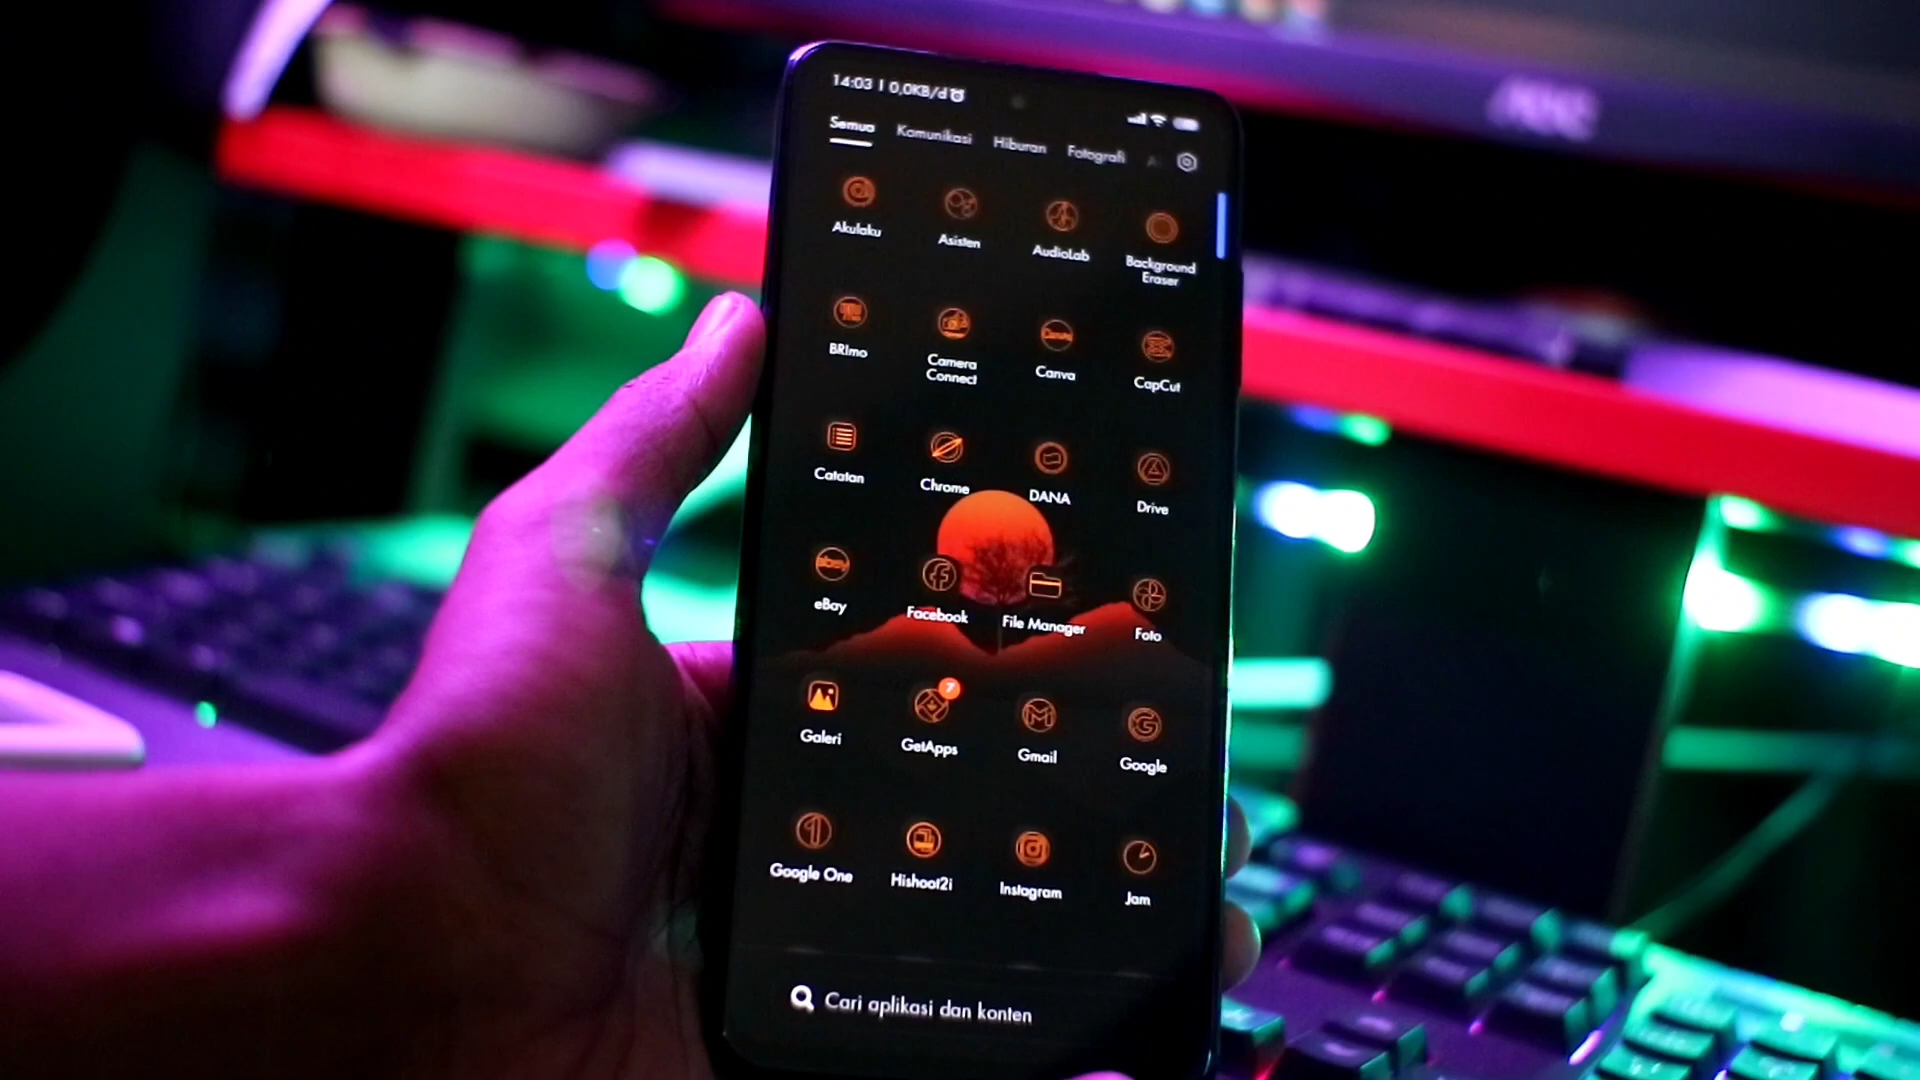 14:03 | 0,0KB/d
Semua Komunikasi Hiburan Fotografi A
Akulaku Asisten AudioLab Background
Eraser
BRImo Camera
Connect Canva CapCut
Catatan Chrome DANA Drive
ebay
eBay Facebook File Manager Foto
7
Galeri GetApps Gmail Google
Google One Hishoot2i Instagram Jam
Cari aplikasi dan konten